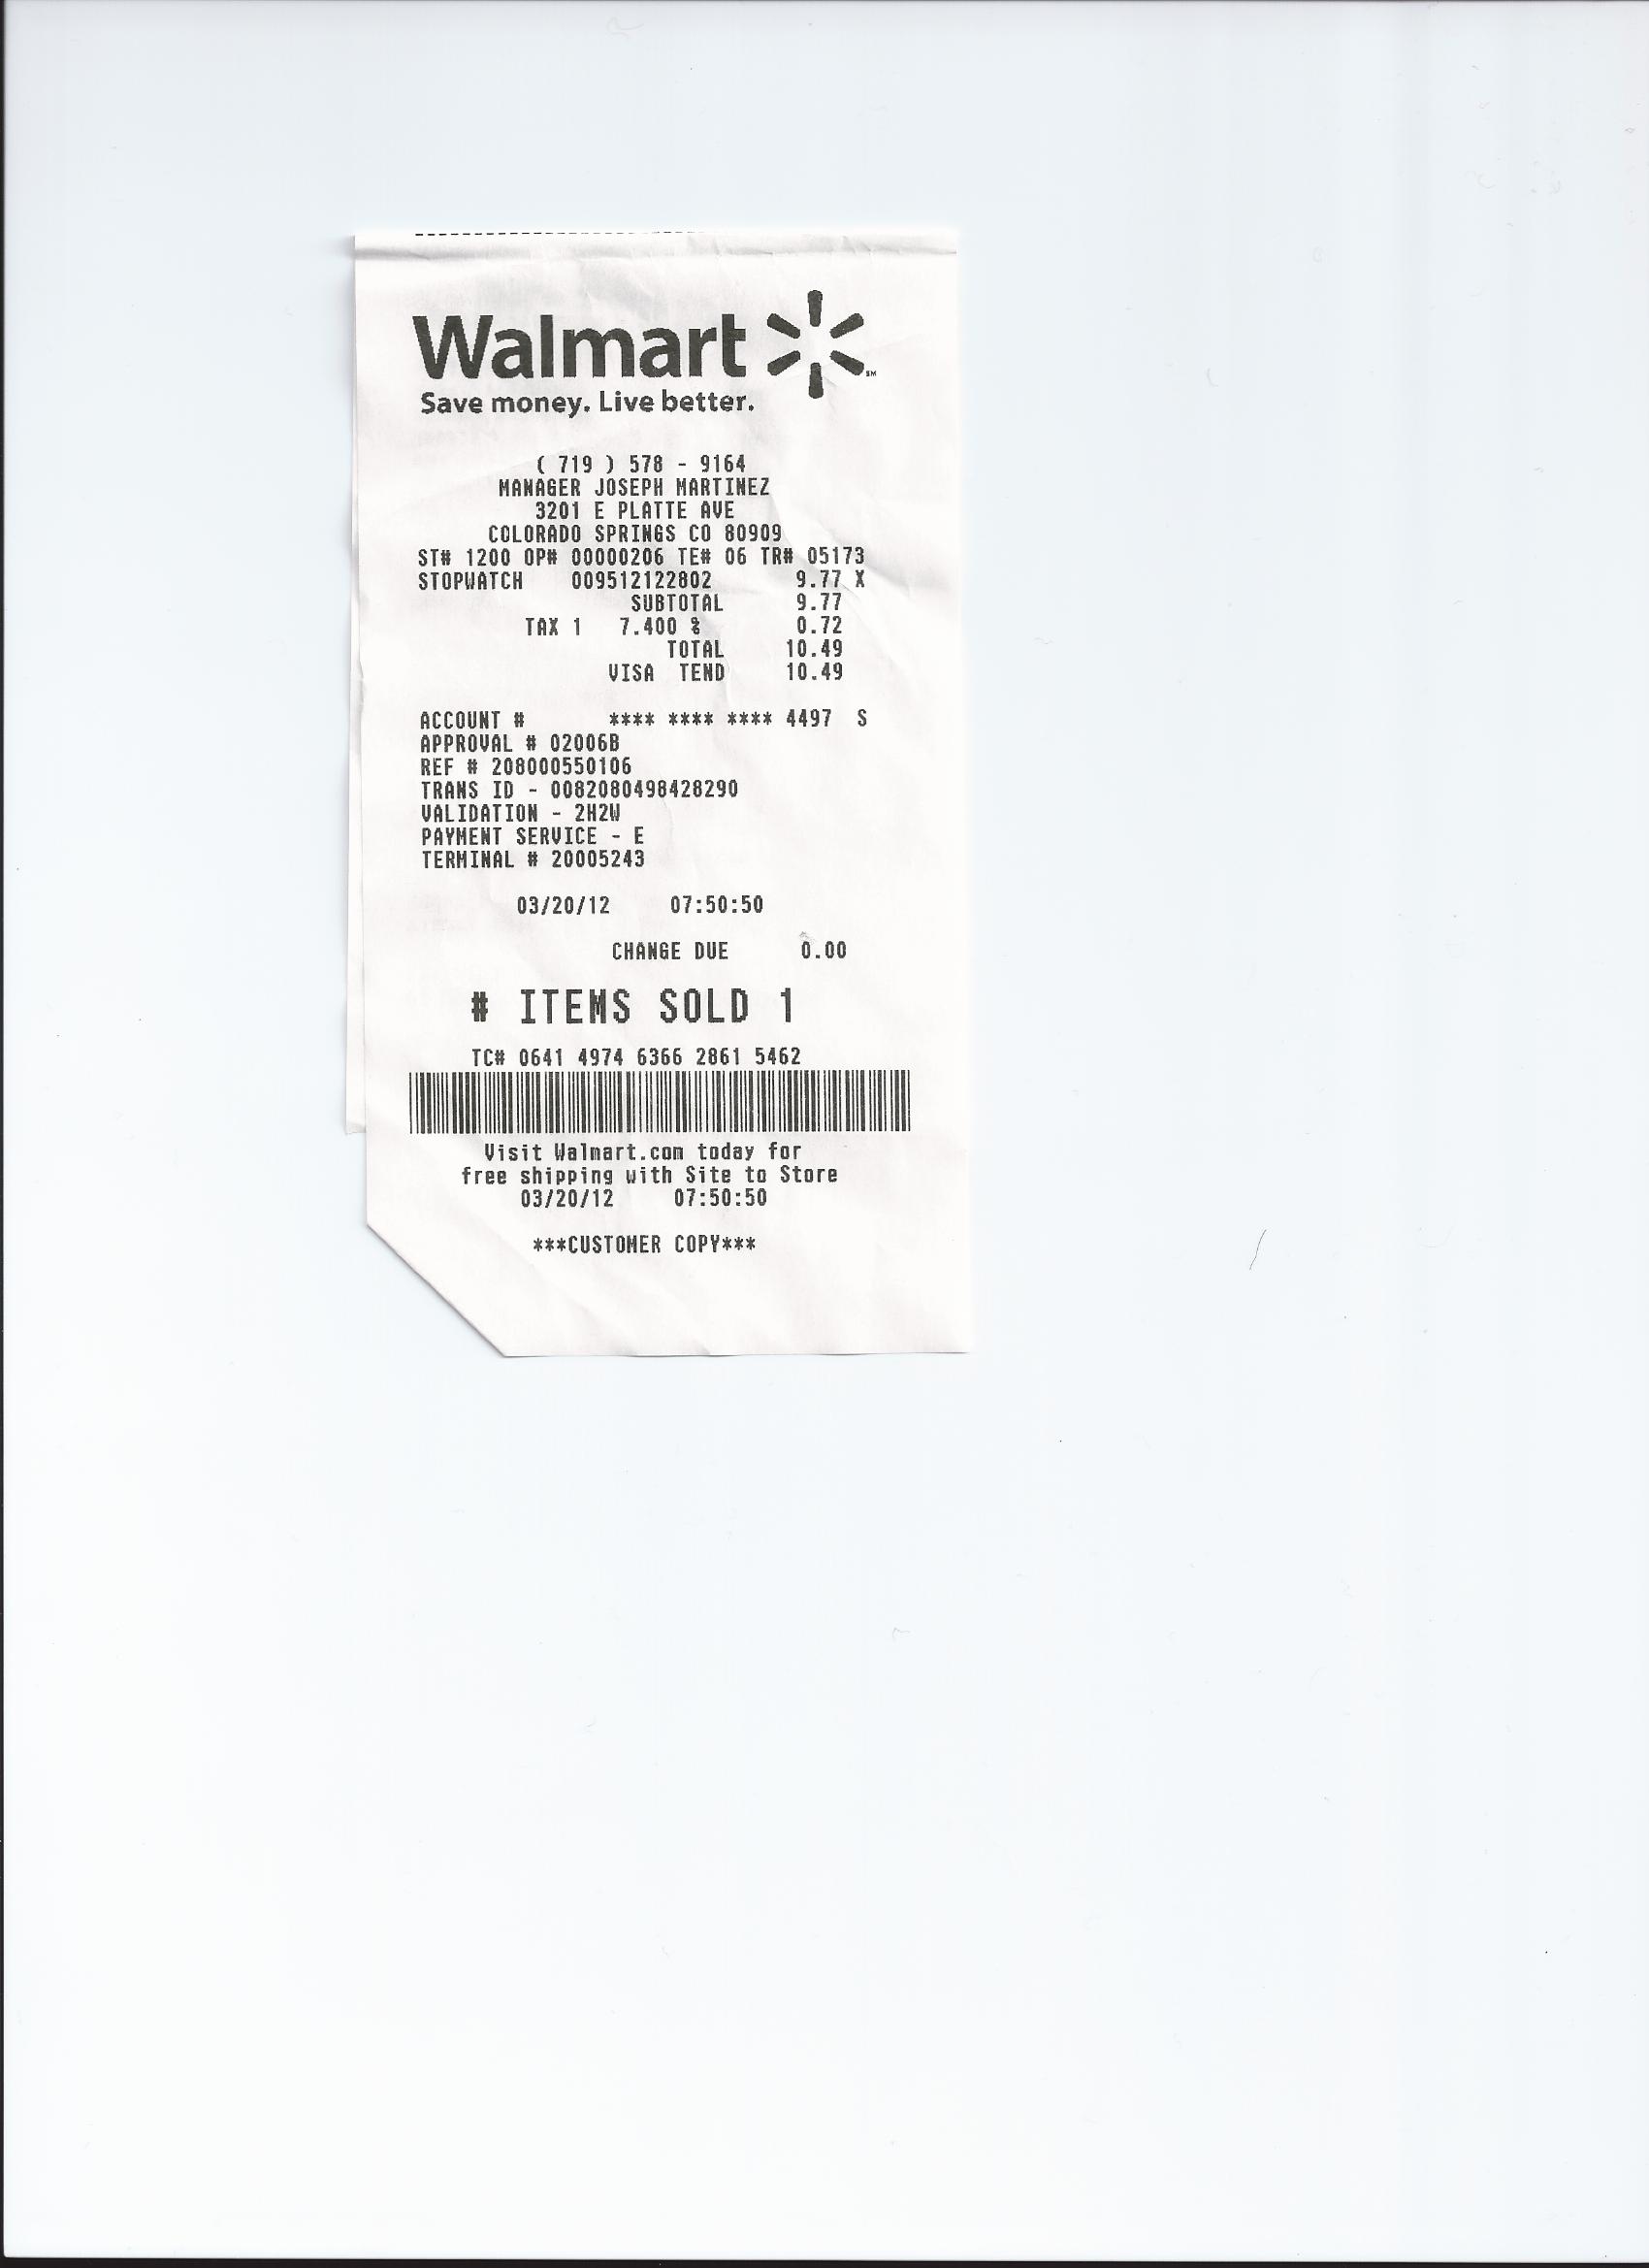 Walmart
SM
Save money. Live better.
( 719 ) 578 - 9164
MANAGER JOSEPH MARTINEZ
3201 E PLATTE AVE
COLORADO SPRINGS CO 80909
ST# 1200 OP# 00000206 TE# 06 TR# 05173
STOPWATCH 009512122802 9.77 X
SUBTOTAL 9.77
TAX 1 7.400 % 0.72
TOTAL 10.49
VISA TEND 10.49
ACCOUNT # **** **** **** 4497 S
APPROVAL # 02006B
REF # 208000550106
TRANS ID - 0082080498428290
VALIDATION - 2H2W
PAYMENT SERVICE - E
TERMINAL # 20005243
03/20/12 07:50:50
CHANGE DUE 0.00
# ITEMS SOLD 1
TC# 0641 4974 6366 2861 5462
Visit Walmart.com today for
free shipping with Site to Store
03/20/12 07:50:50
***CUSTOMER COPY***